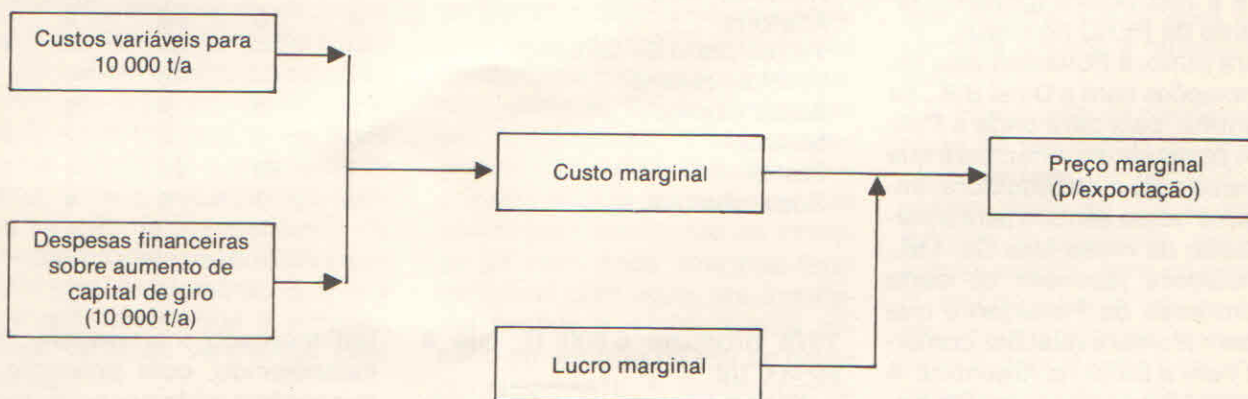 Custos variáveis para
10 000 t/a
Despesas financeiras
sobre aumento de
capital de giro
(10 000 t/a)
Custo marginal
Lucro marginal
Preço marginal
(p/exportação)